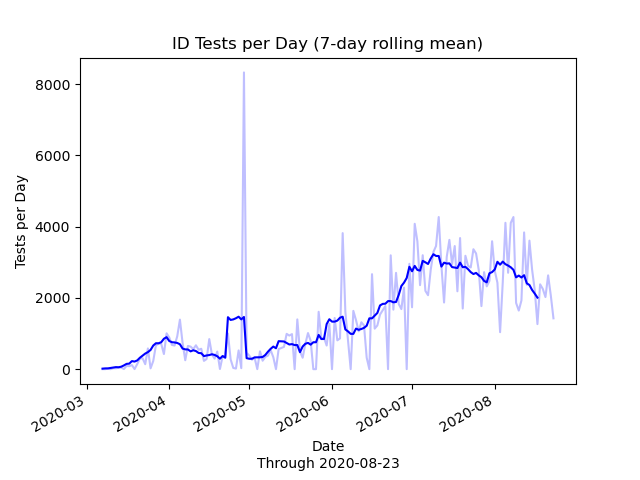 ID Tests per Day (7-day rolling mean)
8000
6000
4000
2000
0
Tests per Day
2020-03
2020-04
2020-05
2020-06
2020-07
2020-08
Date
Through 2020-08-23